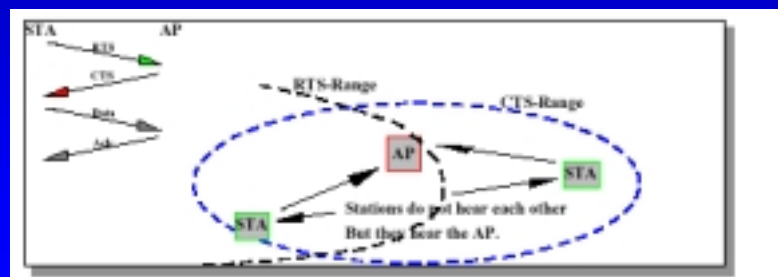 STA AP
RTS
CTS
Data
Ack
RTS-Range
CTS-Range
AP
STA
STA
Stations do not hear each other
But they hear the AP.